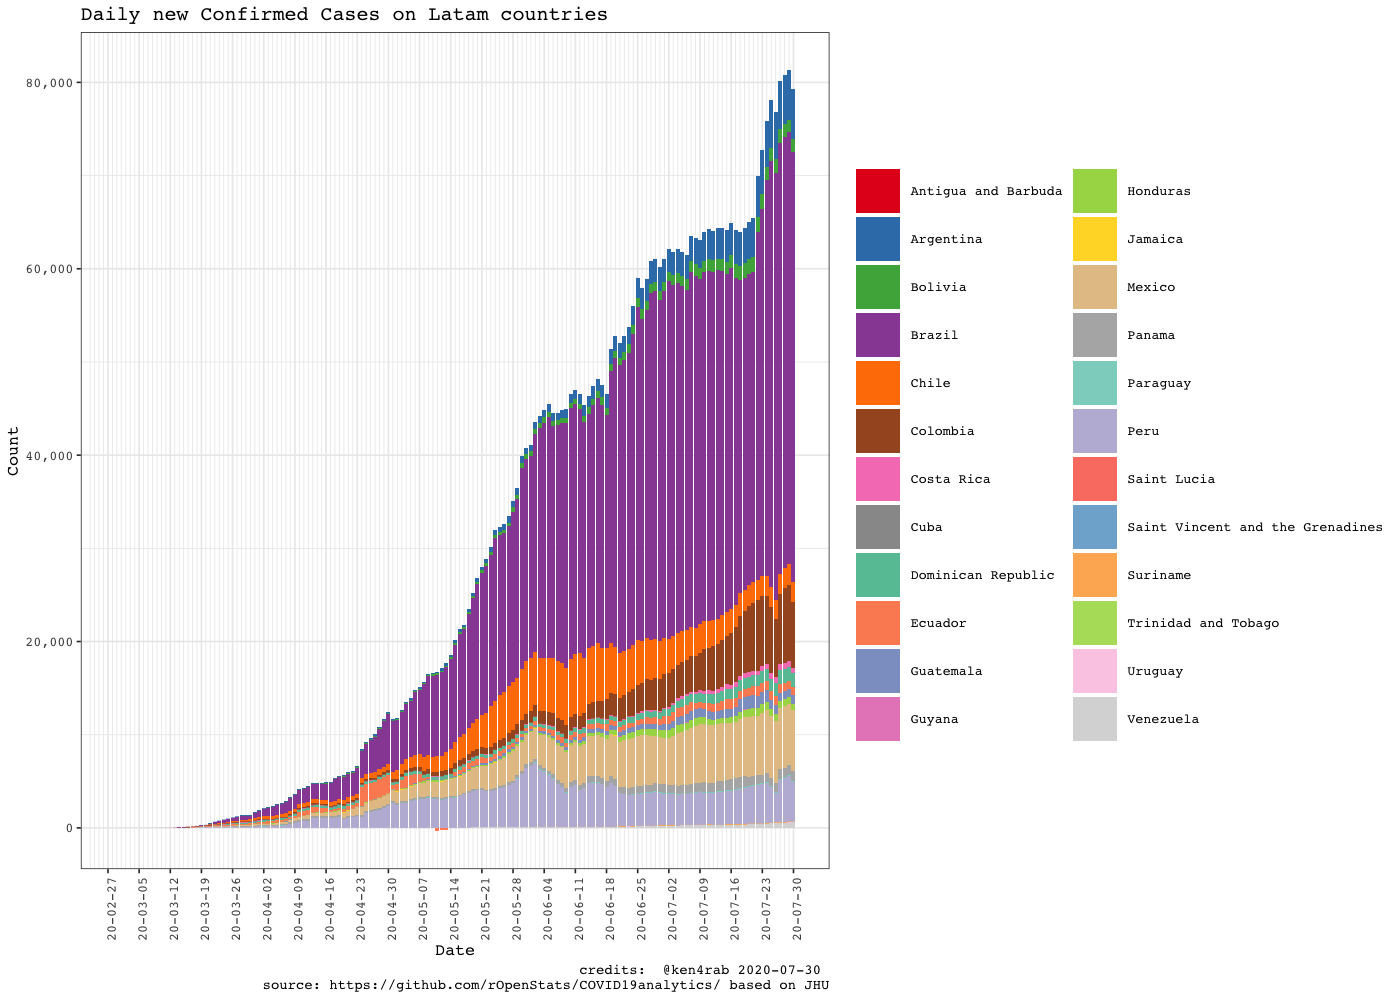 Daily new Confirmed Cases on Latam countries
Count
80,000
60,000
40,000
20,000
0
20-02-27
20-03-05
20-03-12
20-03-19
20-03-26
20-04-02
20-04-09
20-04-16
20-04-23
20-04-30
20-05-07
20-05-14
20-05-21
20-05-28
20-06-04
20-06-11
20-06-18
20-06-25
20-07-02
20-07-09
20-07-16
20-07-23
20-07-30
Date
Antigua and Barbuda
Argentina
Bolivia
Brazil
Chile
Colombia
Costa Rica
Cuba
Dominican Republic
Ecuador
Guatemala
Guyana
Honduras
Jamaica
Mexico
Panama
Paraguay
Peru
Saint Lucia
Saint Vincent and the Grenadines
Suriname
Trinidad and Tobago
Uruguay
Venezuela
credits:  @ken4rab 2020-07-30
source: https://github.com/rOpenStats/COVID19analytics/ based on JHU